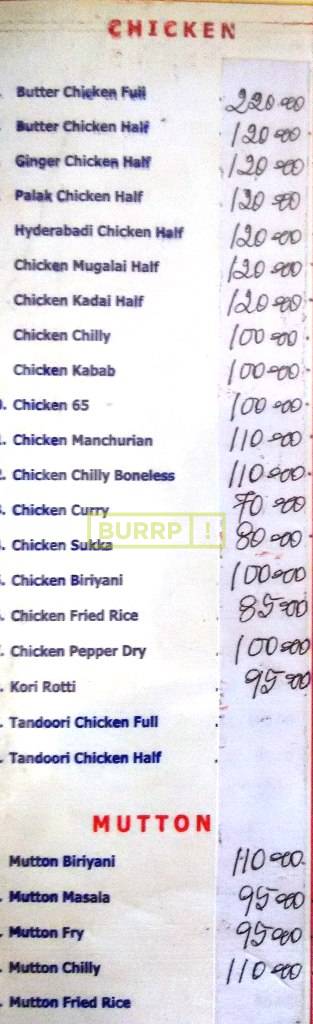 CHICKEN
Butter Chicken Full 220=00
Butter Chicken Half 120=00
Ginger Chicken Half 120=00
Palak Chicken Half 120=00
Hyderabadi Chicken Half 120=00
Chicken Mugalai Half 120=00
Chicken Kadai Half 120=00
Chicken Chilly 100=00
Chicken Kabab 100=00
Chicken 65 100=00
Chicken Manchurian 110=00
Chicken Chilly Boneless 110=00
Chicken Curry 70=00
BURRP!
Chicken Sukka 80=00
Chicken Biriyani 100=00
Chicken Fried Rice 85=00
Chicken Pepper Dry 100=00
Kori Rotti 95=00
Tandoori Chicken Full
Tandoori Chicken Half
MUTTON
Mutton Biriyani 110=00
Mutton Masala 95=00
Mutton Fry 95=00
Mutton Chilly 110=00
Mutton Fried Rice